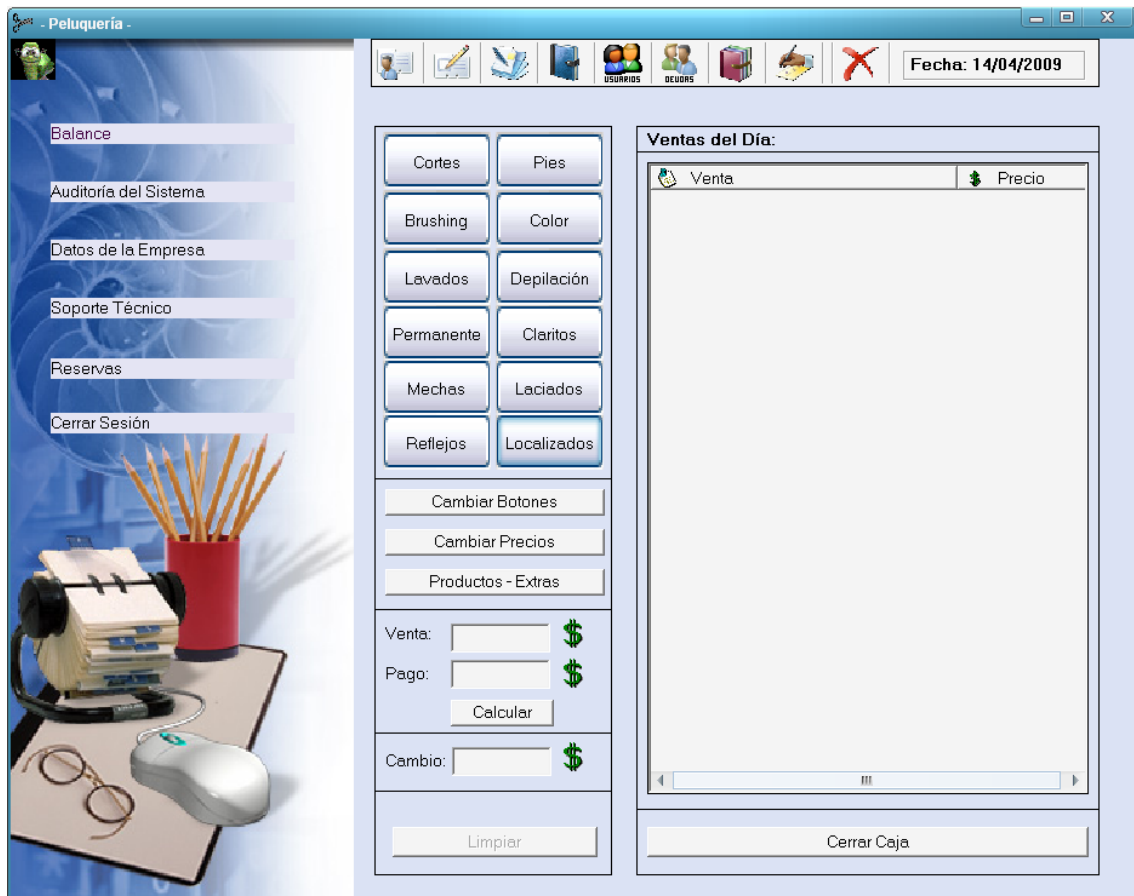 - Peluquería -
USUARIOS
DEUDAS
Fecha: 14/04/2009
Balance
Auditoría del Sistema
Datos de la Empresa
Soporte Técnico
Reservas
Cerrar Sesión
Cortes
Pies
Brushing
Color
Lavados
Depilación
Permanente
Claritos
Mechas
Laciados
Reflejos
Localizados
Cambiar Botones
Cambiar Precios
Productos - Extras
Venta:
$
Pago:
$
Calcular
Cambio:
$
Limpiar
Ventas del Día:
Venta
$ Precio
Cerrar Caja